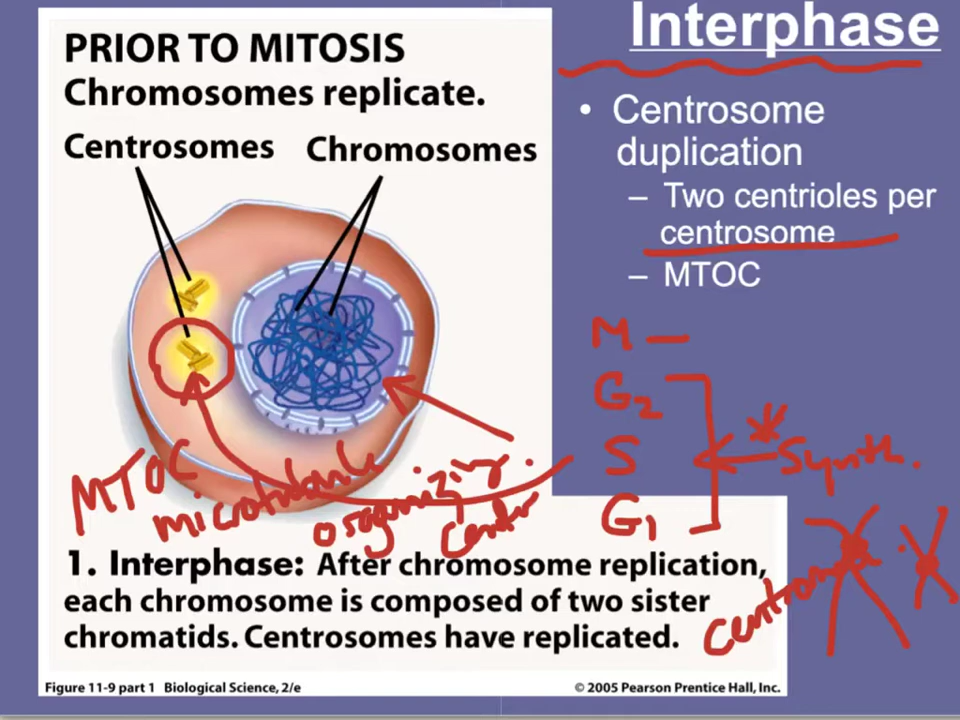 Interphase
PRIOR TO MITOSIS
Chromosomes replicate.
Centrosomes
Chromosomes
• Centrosome
duplication
– Two centrioles per
centrosome
– MTOC
M –
G2
S
G1
* Synth.
MTOC
microtubule
organizing
center
1. Interphase: After chromosome replication,
each chromosome is composed of two sister
chromatids. Centrosomes have replicated.
Figure 11-9 part 1 Biological Science, 2/e
© 2005 Pearson Prentice Hall, Inc.